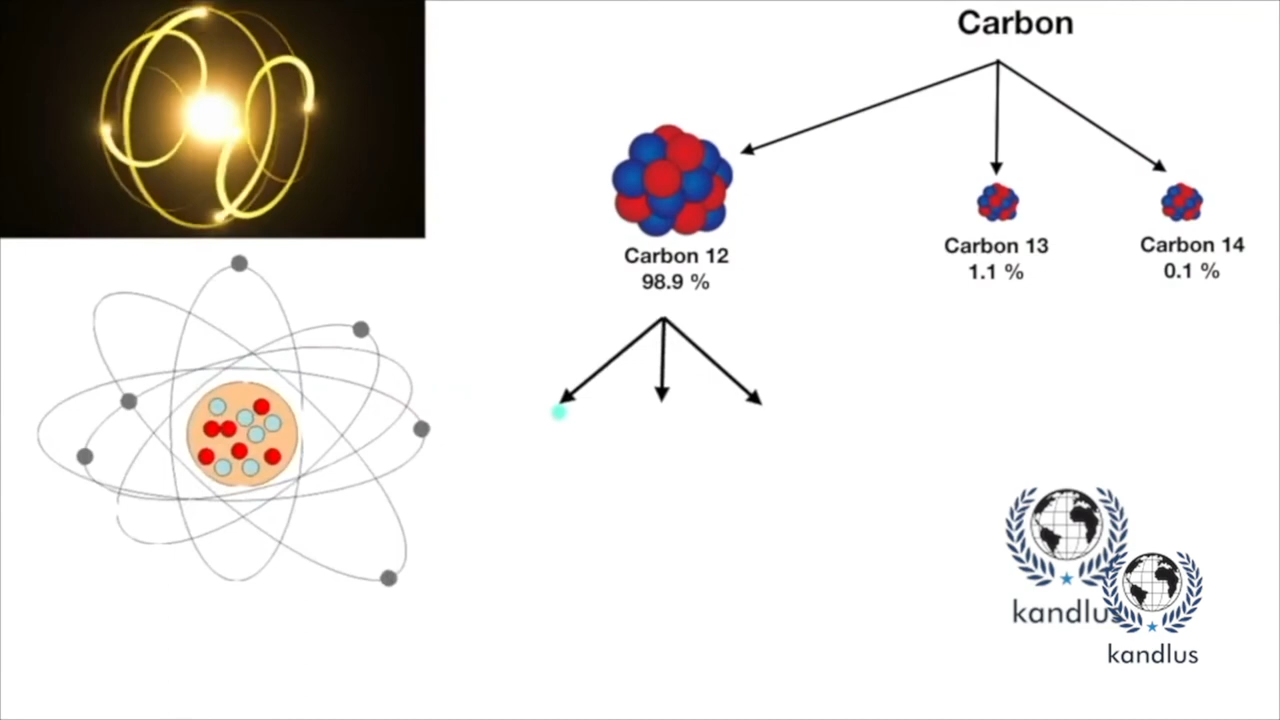 Carbon
Carbon 12
98.9 %
Carbon 13
1.1 %
Carbon 14
0.1 %
kandlus
kandlus